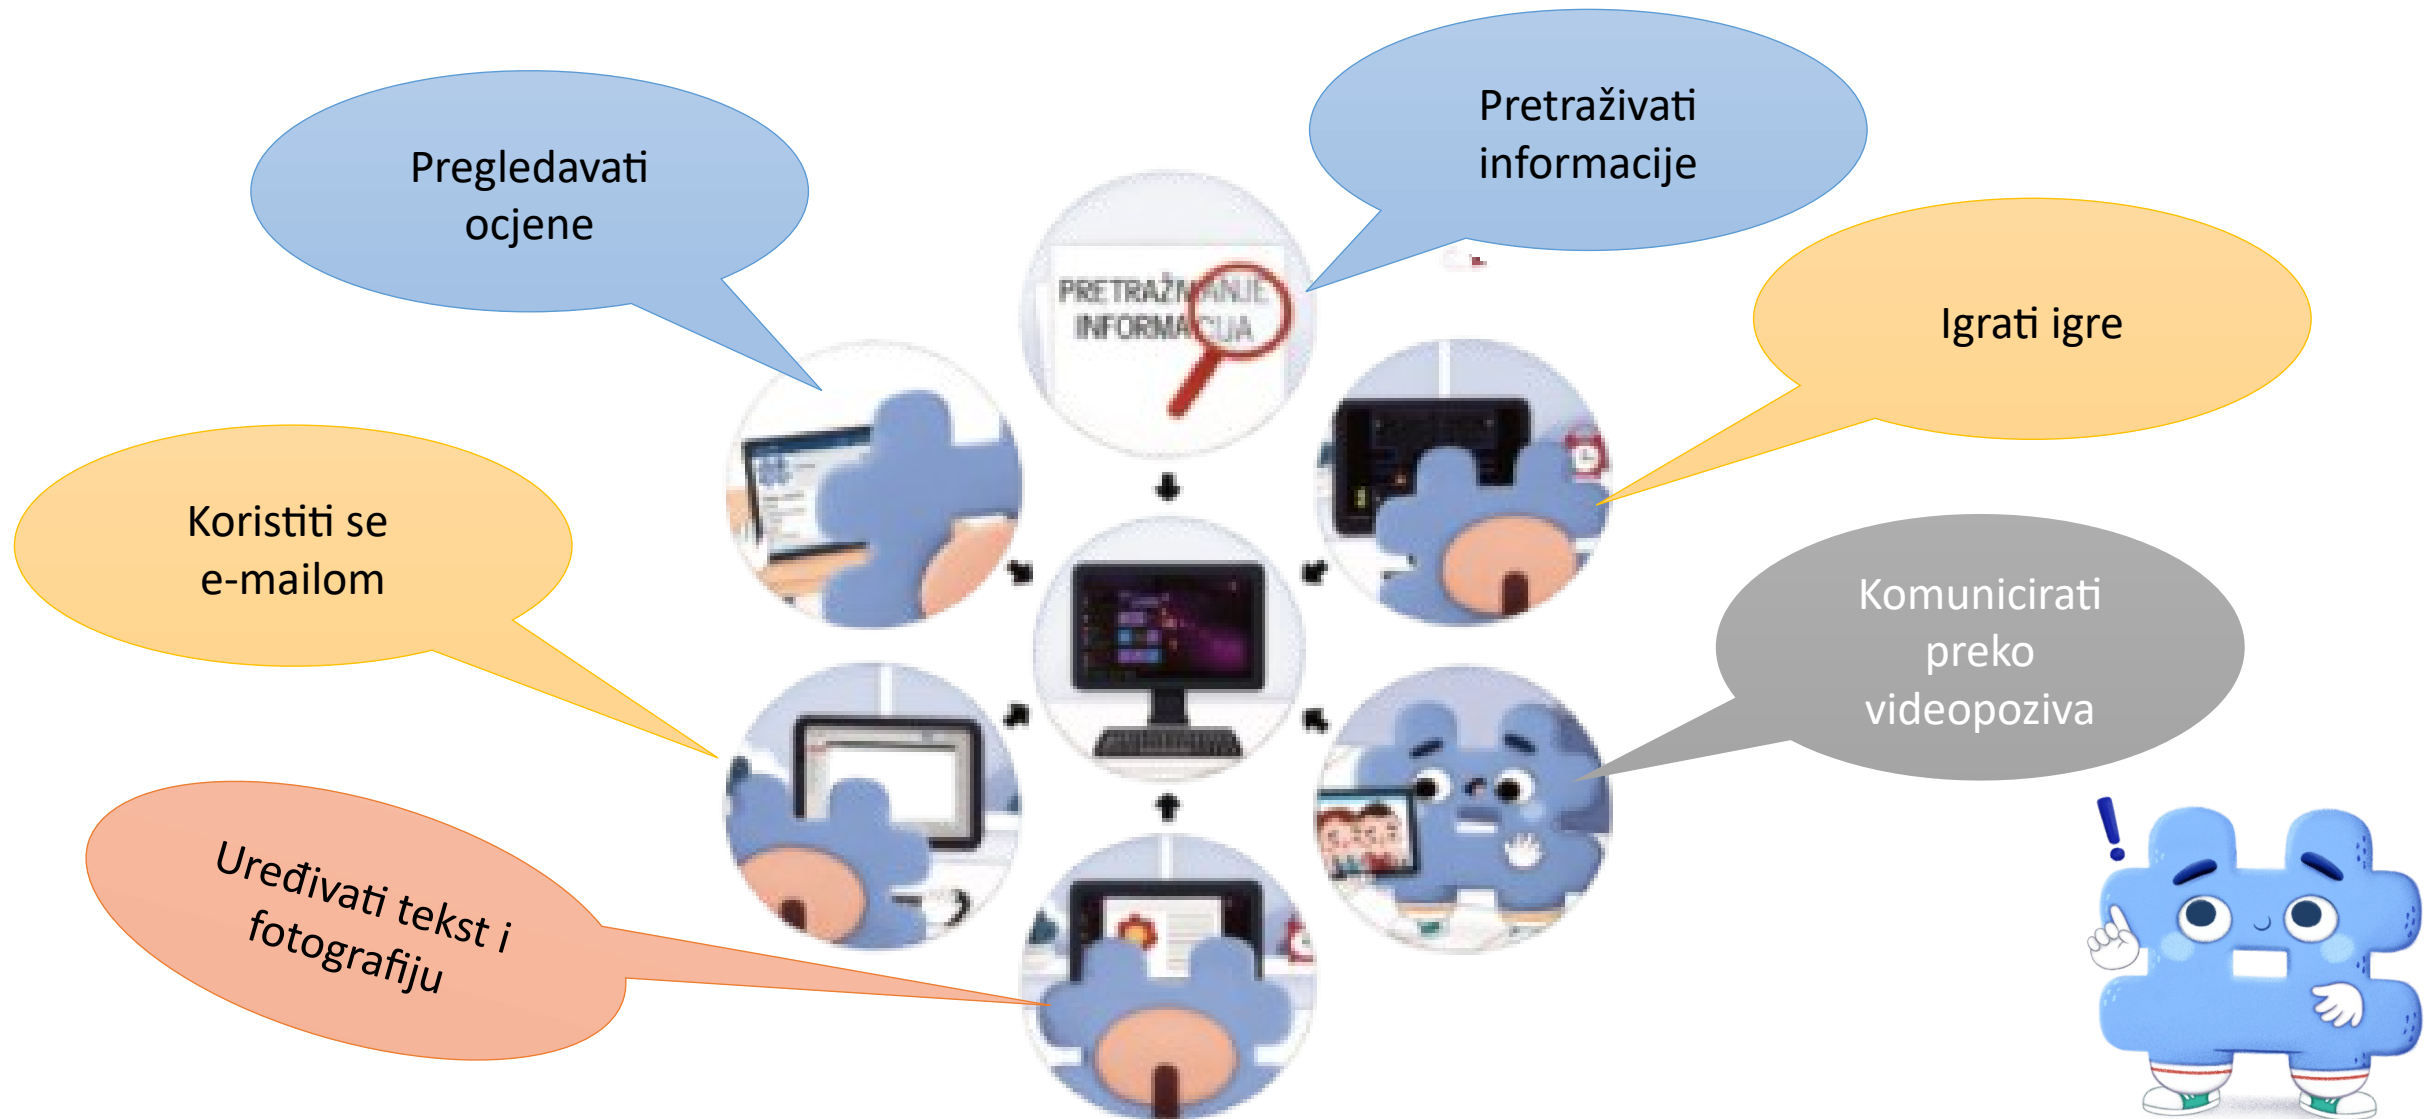 Pregledavati
ocjene
Pretraživati
informacije
PRETRAŽIVANJE
INFORMACIJA
Igrati igre
Koristiti se
e-mailom
Komunicirati
preko
videopoziva
Uređivati tekst i
fotografiju